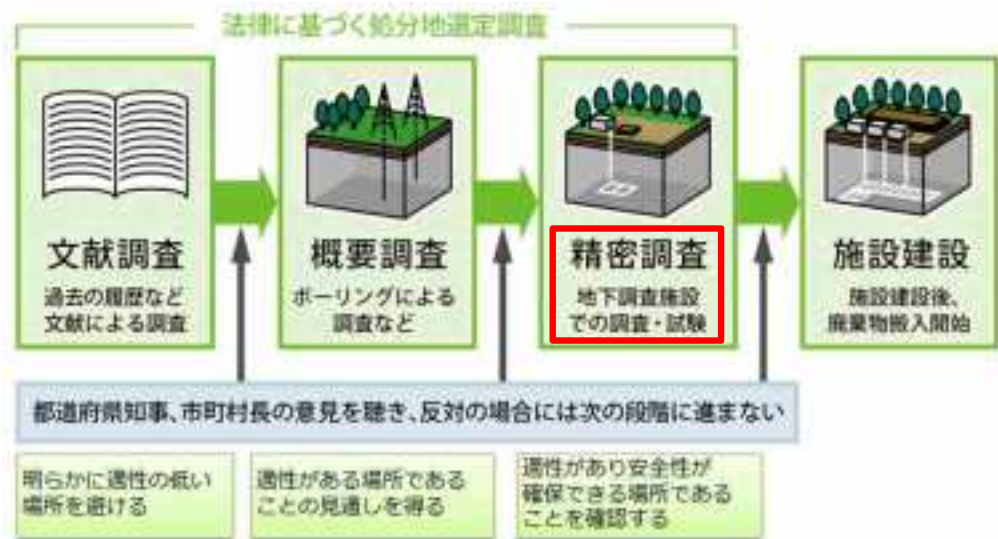 法律に基づく処分地選定調査
文献調査
過去の履歴など
文献による調査
概要調査
ボーリングによる
調査など
精密調査
地下調査施設
での調査・試験
施設建設
施設建設後、
廃棄物搬入開始
都道府県知事、市町村長の意見を聴き、反対の場合には次の段階に進まない
明らかに適性の低い
場所を避ける
適性がある場所である
ことの見通しを得る
適性があり安全性が
確保できる場所である
ことを確認する